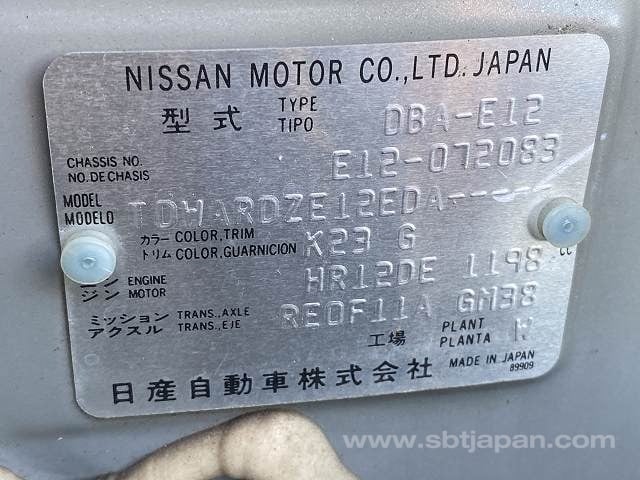 NISSAN MOTOR CO.,LTD. JAPAN
型式 TYPE TIPO DBA-E12
CHASSIS NO. NO.DE CHASIS E12-072083
MODEL MODELO TDWARDZE12EDA-----
カラー COLOR,TRIM トリム COLOR,GUARNICION K23 G
ジン ENGINE MOTOR HR12DE 1198 cc
ミッション TRANS.,AXLE アクスル TRANS.,EJE RE0F11A GM38
工場 PLANT PLANTA W
日産自動車株式会社 MADE IN JAPAN
89909
www.sbtjapan.com